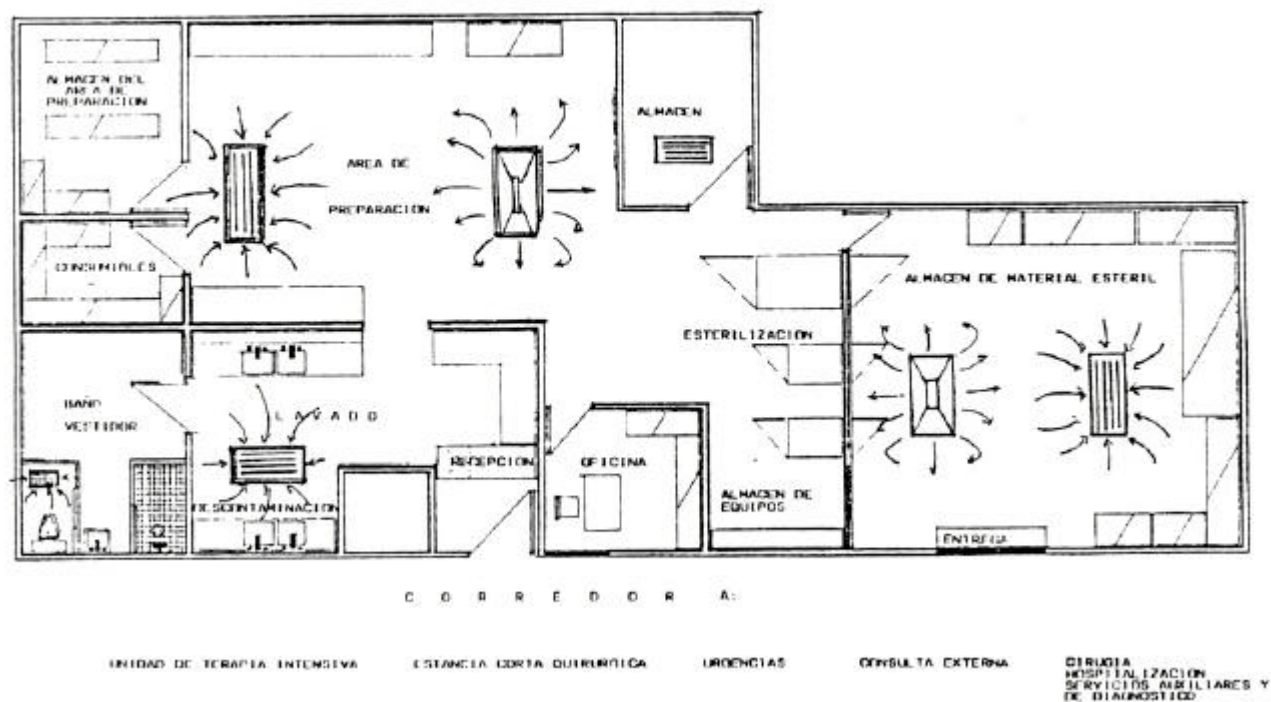 ALMACEN DEL
AREA DE
PREPARACION
ALMACEN
AREA DE
PREPARACION
CONSUMIBLES
ALMACEN DE MATERIAL ESTERIL
ESTERILIZACION
BAÑO
VESTIDOR
LAVADO
RECEPCION
OFICINA
DESCONTAMINACION
ALMACEN DE
EQUIPOS
ENTREGA
CORREDOR A:
UNIDAD DE TERAPIA INTENSIVA
ESTANCIA CORTA QUIRURGICA
URGENCIAS
CONSULTA EXTERNA
CIRUGIA
HOSPITALIZACION
SERVICIOS AUXILIARES Y
DE DIAGNOSTICO